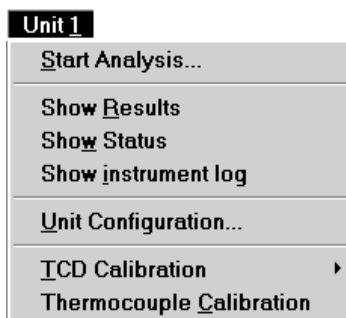 Unit 1
Start Analysis...
Show Results
Show Status
Show instrument log
Unit Configuration...
TCD Calibration
Thermocouple Calibration